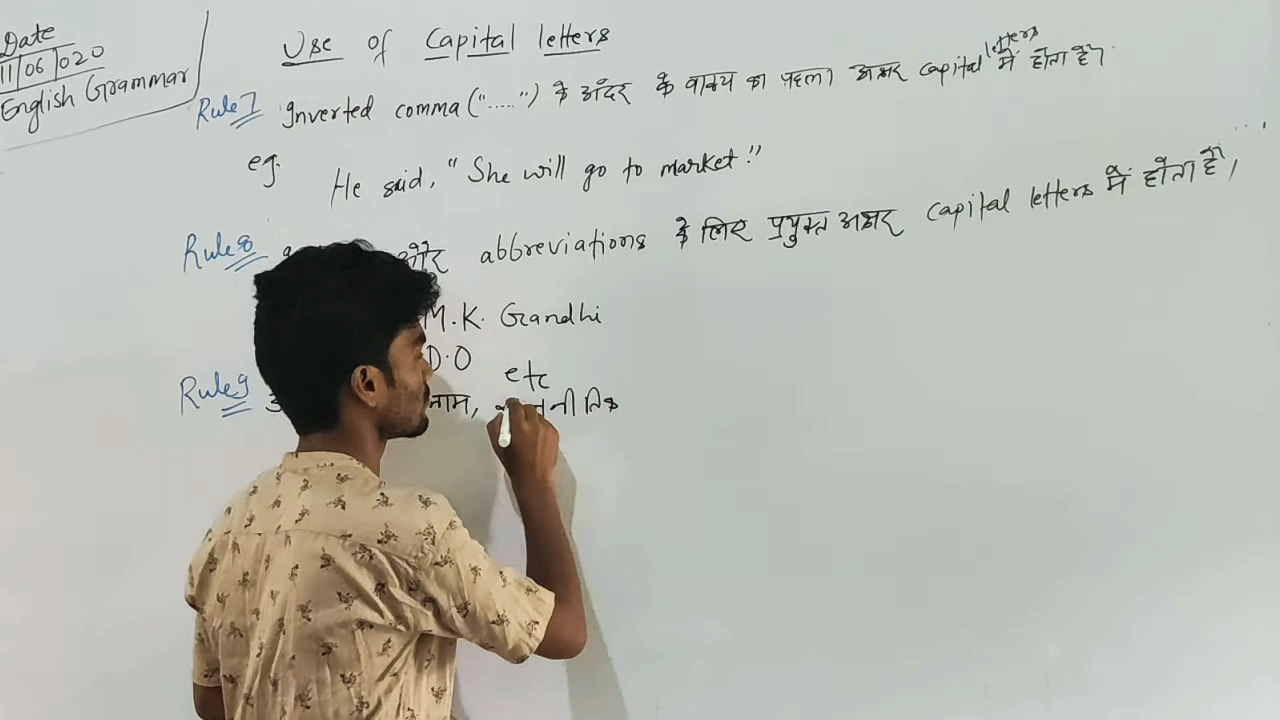 Date
11/06/020
English Grammar
Use of Capital letters
Rule 7 Inverted comma (".....") के अंदर के वाक्य का पहला अक्षर capital letters में होता है।
eg. He said, "She will go to market."
Rule 8 और abbreviations के लिए प्रयुक्त अक्षर capital letters में होता है,
M.K. Gandhi
D.O etc
Rule 9 नाम,